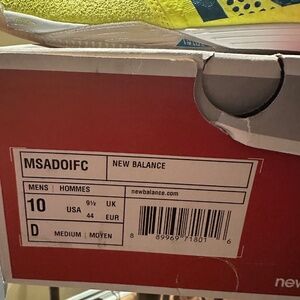 MSADOIFC
NEW BALANCE
MENS | HOMMES
newbalance.com
10 USA
9½ UK
44 EUR
D MEDIUM | MOYEN
8 89969 71801 6
new